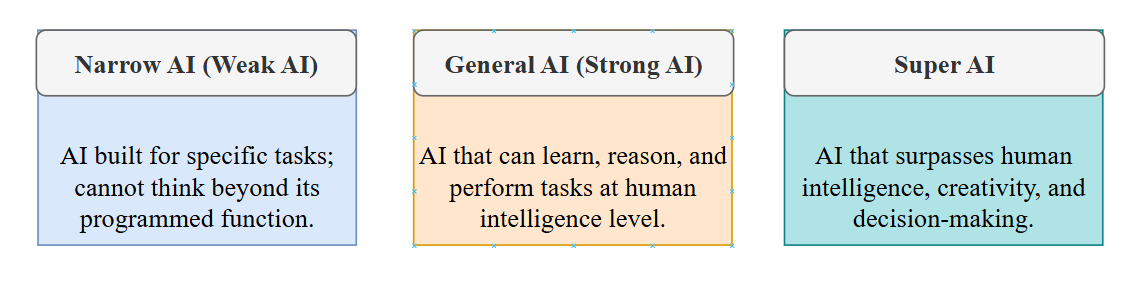 Narrow AI (Weak AI)
AI built for specific tasks;
cannot think beyond its
programmed function.
General AI (Strong AI)
AI that can learn, reason, and
perform tasks at human
intelligence level.
Super AI
AI that surpasses human
intelligence, creativity, and
decision-making.